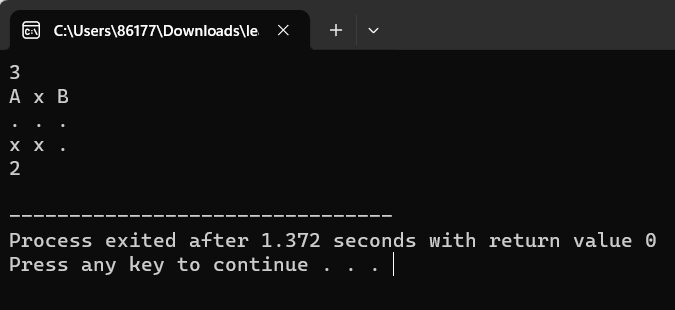 C:\Users\86177\Downloads\le
3
A x B
. . .
x x .
2
--------------------------------
Process exited after 1.372 seconds with return value 0
Press any key to continue . . .